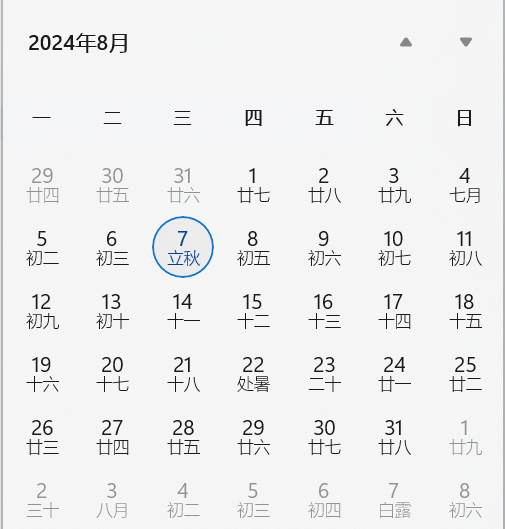 2024年8月
一 二 三 四 五 六 日
29 30 31 1 2 3 4
廿四 廿五 廿六 廿七 廿八 廿九 七月
5 6 7 8 9 10 11
初二 初三 立秋 初五 初六 初七 初八
12 13 14 15 16 17 18
初九 初十 十一 十二 十三 十四 十五
19 20 21 22 23 24 25
十六 十七 十八 处暑 二十 廿一 廿二
26 27 28 29 30 31 1
廿三 廿四 廿五 廿六 廿七 廿八 廿九
2 3 4 5 6 7 8
三十 八月 初二 初三 初四 白露 初六